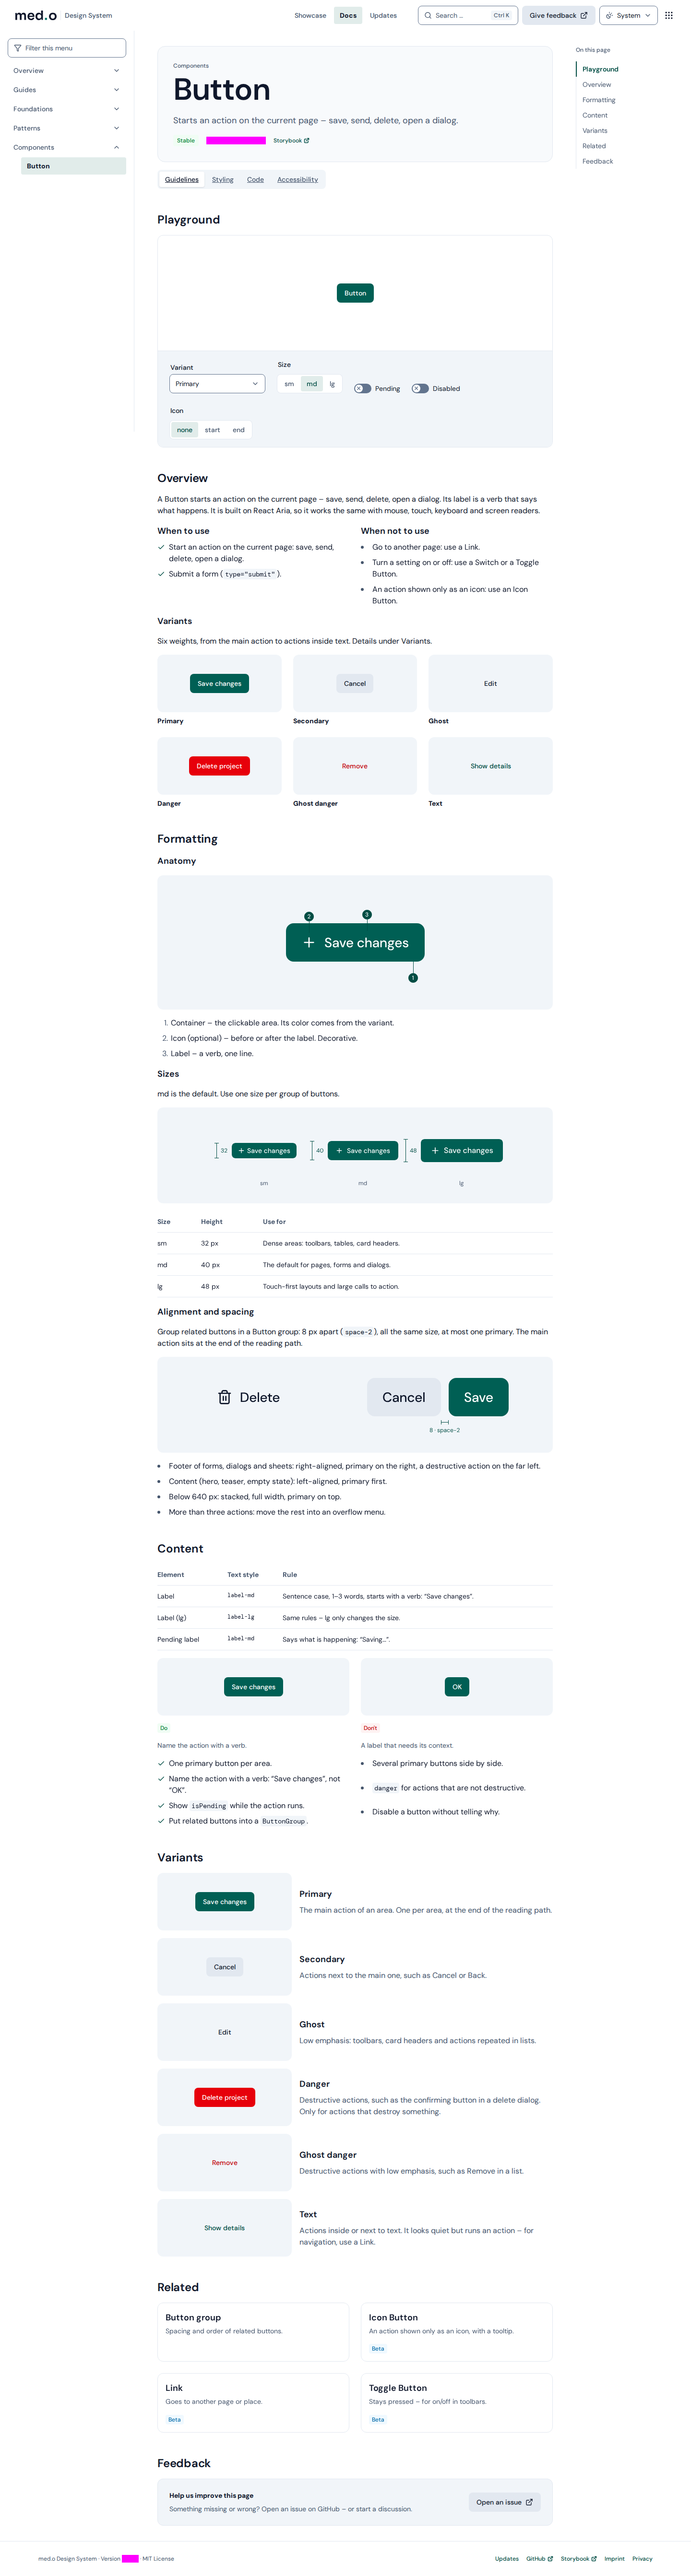 med.o Design System
Showcase Docs Updates
Search ... Ctrl K
Give feedback
System
Filter this menu
Overview
Guides
Foundations
Patterns
Components
Button
Components
Button
Starts an action on the current page – save, send, delete, open a dialog.
Stable Storybook
On this page
Playground
Overview
Formatting
Content
Variants
Related
Feedback
Guidelines Styling Code Accessibility
Playground
Button
Variant
Primary
Size
sm md lg
Pending
Disabled
Icon
none start end
Overview
A Button starts an action on the current page – save, send, delete, open a dialog. Its label is a verb that says
what happens. It is built on React Aria, so it works the same with mouse, touch, keyboard and screen readers.
When to use
Start an action on the current page: save, send,
delete, open a dialog.
Submit a form ( type="submit" ).
When not to use
Go to another page: use a Link.
Turn a setting on or off: use a Switch or a Toggle
Button.
An action shown only as an icon: use an Icon
Button.
Variants
Six weights, from the main action to actions inside text. Details under Variants.
Save changes
Cancel
Edit
Primary
Secondary
Ghost
Delete project
Remove
Show details
Danger
Ghost danger
Text
Formatting
Anatomy
2
3
Save changes
1
1. Container – the clickable area. Its color comes from the variant.
2. Icon (optional) – before or after the label. Decorative.
3. Label – a verb, one line.
Sizes
md is the default. Use one size per group of buttons.
32 Save changes
40 Save changes
48 Save changes
sm
md
lg
Size Height Use for
sm 32 px Dense areas: toolbars, tables, card headers.
md 40 px The default for pages, forms and dialogs.
lg 48 px Touch-first layouts and large calls to action.
Alignment and spacing
Group related buttons in a Button group: 8 px apart ( space-2 ), all the same size, at most one primary. The main
action sits at the end of the reading path.
Delete
Cancel
Save
8 · space-2
Footer of forms, dialogs and sheets: right-aligned, primary on the right, a destructive action on the far left.
Content (hero, teaser, empty state): left-aligned, primary first.
Below 640 px: stacked, full width, primary on top.
More than three actions: move the rest into an overflow menu.
Content
Element Text style Rule
Label label-md Sentence case, 1–3 words, starts with a verb: “Save changes”.
Label (lg) label-lg Same rules – lg only changes the size.
Pending label label-md Says what is happening: “Saving…”.
Save changes
OK
Do
Don't
Name the action with a verb.
A label that needs its context.
One primary button per area.
Name the action with a verb: “Save changes”, not
“OK”.
Show isPending while the action runs.
Put related buttons into a ButtonGroup .
Several primary buttons side by side.
danger for actions that are not destructive.
Disable a button without telling why.
Variants
Save changes
Primary
The main action of an area. One per area, at the end of the reading path.
Cancel
Secondary
Actions next to the main one, such as Cancel or Back.
Edit
Ghost
Low emphasis: toolbars, card headers and actions repeated in lists.
Delete project
Danger
Destructive actions, such as the confirming button in a delete dialog.
Only for actions that destroy something.
Remove
Ghost danger
Destructive actions with low emphasis, such as Remove in a list.
Show details
Text
Actions inside or next to text. It looks quiet but runs an action – for
navigation, use a Link.
Related
Button group
Spacing and order of related buttons.
Icon Button
An action shown only as an icon, with a tooltip.
Beta
Link
Goes to another page or place.
Beta
Toggle Button
Stays pressed – for on/off in toolbars.
Beta
Feedback
Help us improve this page
Something missing or wrong? Open an issue on GitHub – or start a discussion.
Open an issue
med.o Design System · Version MIT License
Updates GitHub Storybook Imprint Privacy